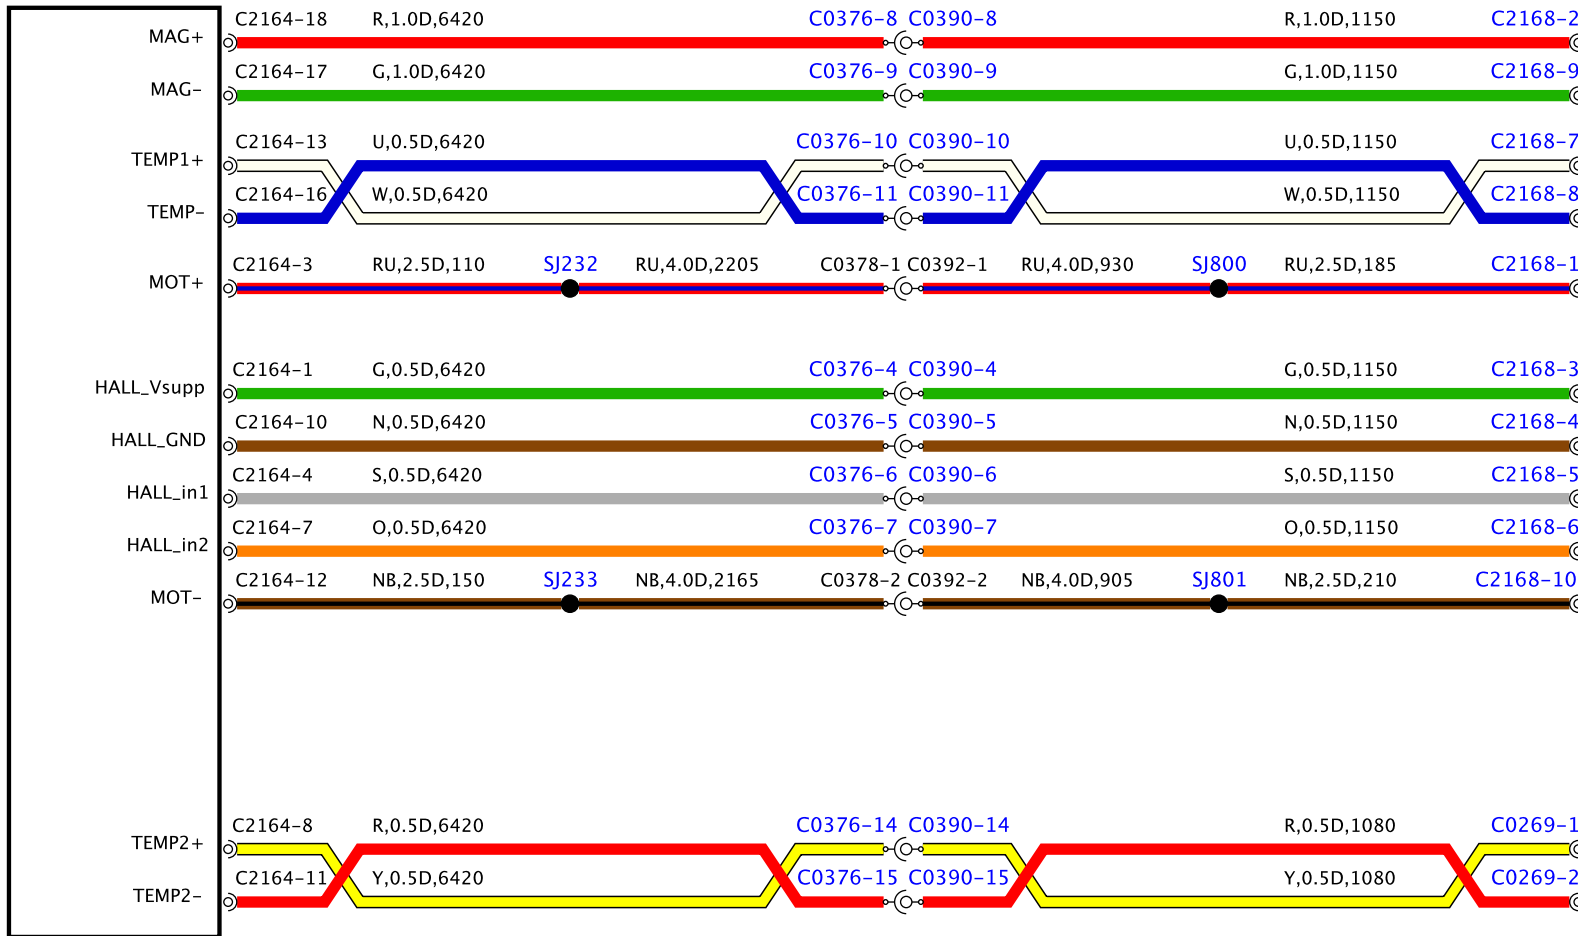 C2164-18 R,1.0D,6420 C0376-8 C0390-8 R,1.0D,1150 C2168-2
MAG+
C2164-17 G,1.0D,6420 C0376-9 C0390-9 G,1.0D,1150 C2168-9
MAG-
C2164-13 U,0.5D,6420 C0376-10 C0390-10 U,0.5D,1150 C2168-7
TEMP1+
C2164-16 W,0.5D,6420 C0376-11 C0390-11 W,0.5D,1150 C2168-8
TEMP-
C2164-3 RU,2.5D,110 SJ232 RU,4.0D,2205 C0378-1 C0392-1 RU,4.0D,930 SJ800 RU,2.5D,185 C2168-1
MOT+
C2164-1 G,0.5D,6420 C0376-4 C0390-4 G,0.5D,1150 C2168-3
HALL_Vsupp
C2164-10 N,0.5D,6420 C0376-5 C0390-5 N,0.5D,1150 C2168-4
HALL_GND
C2164-4 S,0.5D,6420 C0376-6 C0390-6 S,0.5D,1150 C2168-5
HALL_in1
C2164-7 O,0.5D,6420 C0376-7 C0390-7 O,0.5D,1150 C2168-6
HALL_in2
C2164-12 NB,2.5D,150 SJ233 NB,4.0D,2165 C0378-2 C0392-2 NB,4.0D,905 SJ801 NB,2.5D,210 C2168-10
MOT-
C2164-8 R,0.5D,6420 C0376-14 C0390-14 R,0.5D,1080 C0269-1
TEMP2+
C2164-11 Y,0.5D,6420 C0376-15 C0390-15 Y,0.5D,1080 C0269-2
TEMP2-